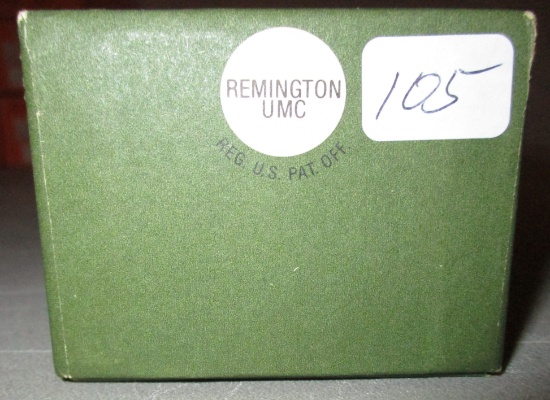 REMINGTON
UMC
REG. U.S. PAT. OFF.
105